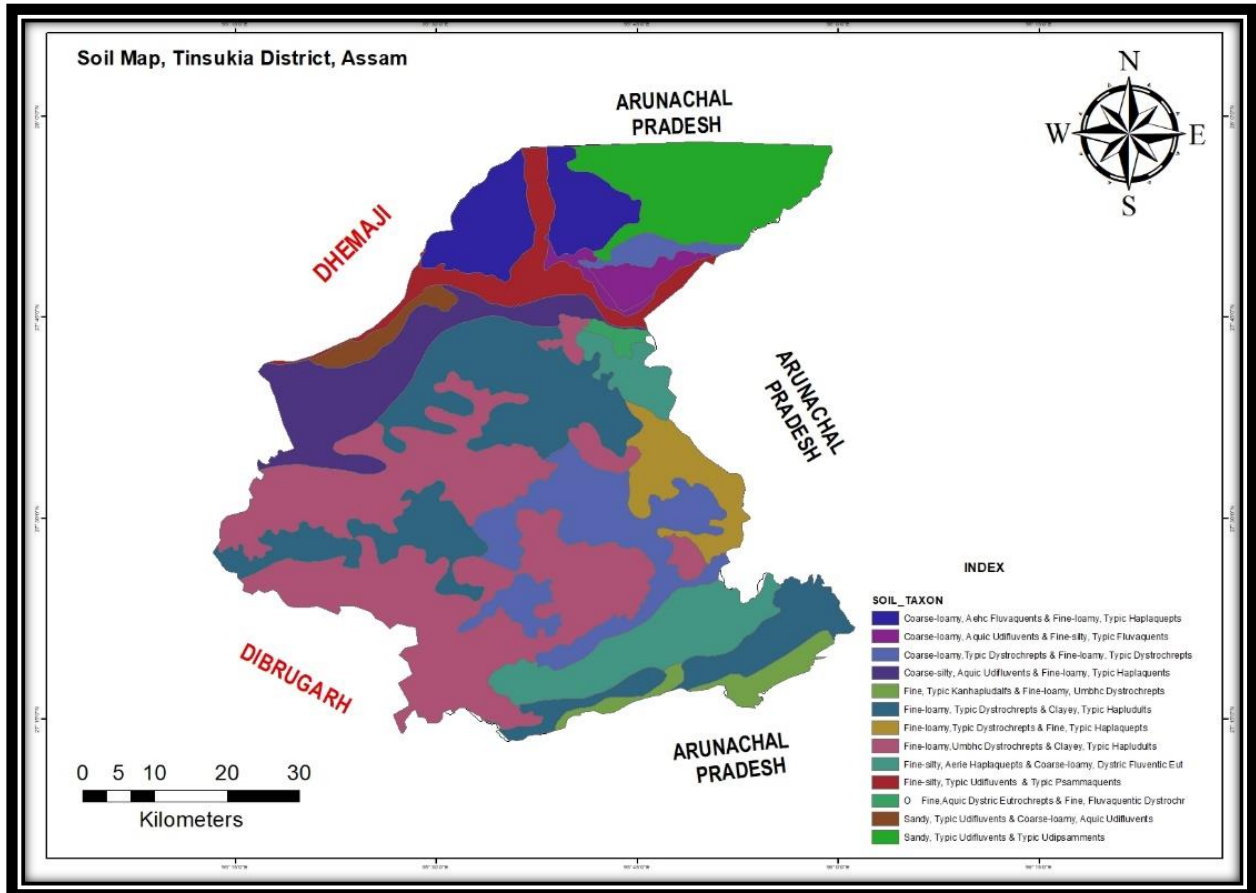 Soil Map, Tinsukia District, Assam
ARUNACHAL
PRADESH
N
W
E
S
DHEMAJI
ARUNACHAL
PRADESH
DIBRUGARH
ARUNACHAL
PRADESH
0 5 10 20 30
Kilometers
INDEX
SOIL_TAXON
Coarse-loamy, Aehc Fluvaquents & Fine-loamy, Typic Haplaquepts
Coarse-loamy, Aquic Udifluvents & Fine-silty, Typic Fluvaquents
Coarse-loamy,Typic Dystrochrepts & Fine-loamy, Typic Dystrochrepts
Coarse-silty, Aquic Udifluvents & Fine-loamy, Typic Haplaquents
Fine, Typic Kanhapludalfs & Fine-loamy, Umbhc Dystrochrepts
Fine-loamy, Typic Dystrochrepts & Clayey, Typic Hapludults
Fine-loamy,Typic Dystrochrepts & Fine, Typic Haplaquepts
Fine-loamy,Umbhc Dystrochrepts & Clayey, Typic Hapludults
Fine-silty, Aerie Haplaquepts & Coarse-loamy, Dystric Fluventic Eut
Fine-silty, Typic Udifluvents & Typic Psammaquents
O Fine,Aquic Dystric Eutrochrepts & Fine, Fluvaquentic Dystrochr
Sandy, Typic Udifluvents & Coarse-loamy, Aquic Udifluvents
Sandy, Typic Udifluvents & Typic Udipsamments